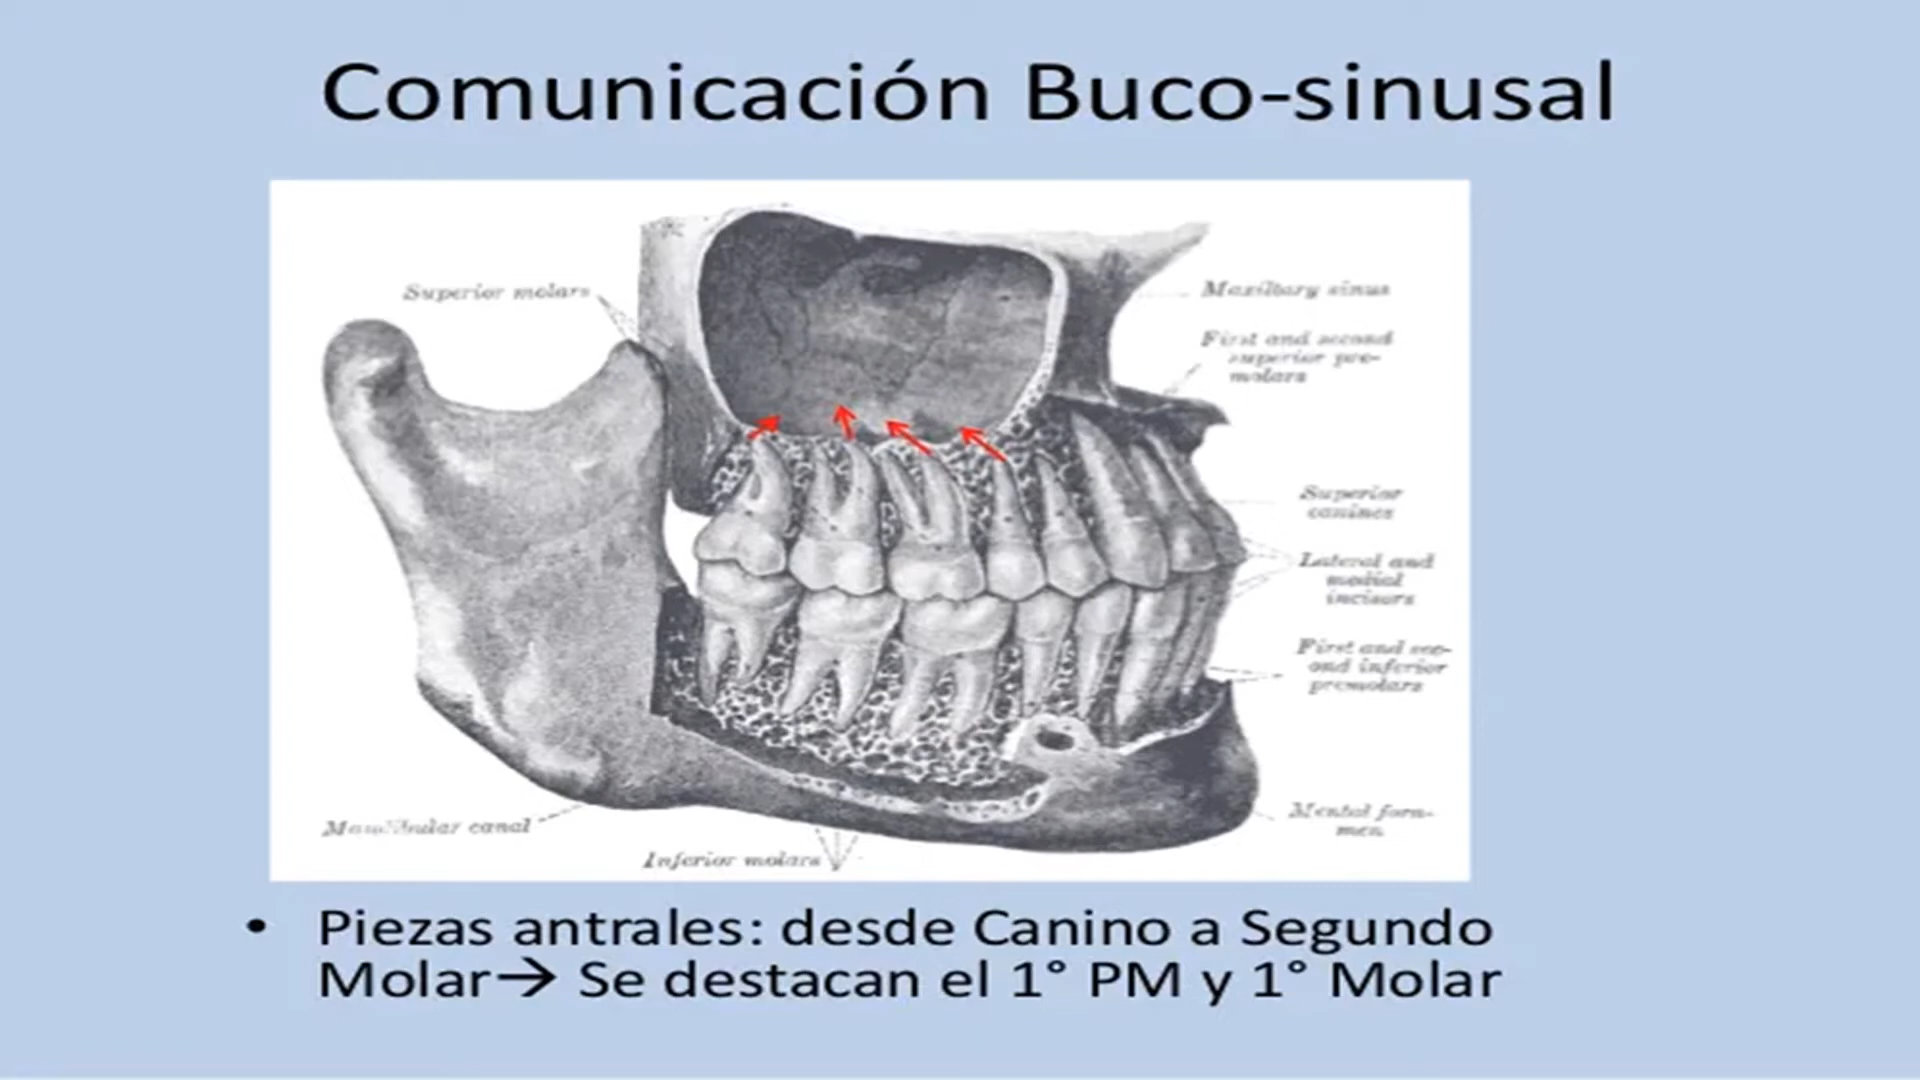 Comunicación Buco-sinusal
Superior molars
Maxillary sinus
First and second
superior pre-
molars
Superior
canines
Lateral and
medial
incisors
First and sec-
ond inferior
premolars
Mandibular canal
Mental fora-
men
Inferior molars
• Piezas antrales: desde Canino a Segundo
Molar→ Se destacan el 1° PM y 1° Molar